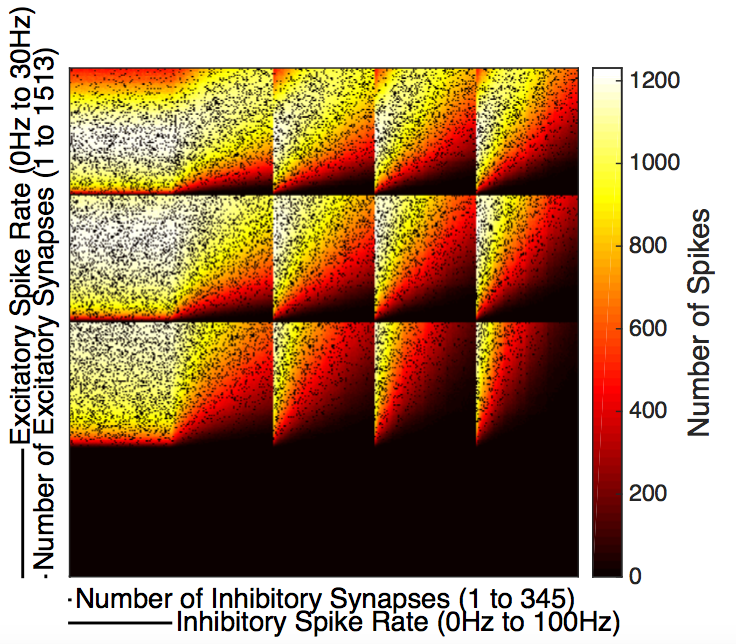 Excitatory Spike Rate (0Hz to 30Hz)
Number of Excitatory Synapses (1 to 1513)
1200
1000
800
600
400
200
0
Number of Spikes
Number of Inhibitory Synapses (1 to 345)
Inhibitory Spike Rate (0Hz to 100Hz)